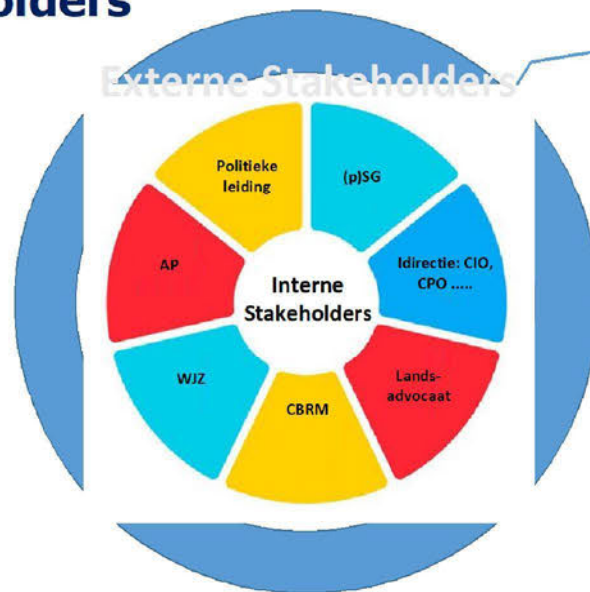 olders
Externe Stakeholders
Politieke
leiding
(p)SG
Idirectie: CIO,
CPO .....
AP
Interne
Stakeholders
WJZ
CBRM
Lands-
advocaat